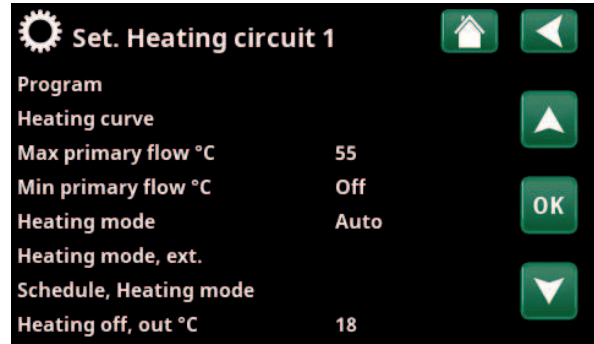 Set. Heating circuit 1
Program
Heating curve
Max primary flow °C 55
Min primary flow °C Off
Heating mode Auto
OK
Heating mode, ext.
Schedule, Heating mode
Heating off, out °C 18